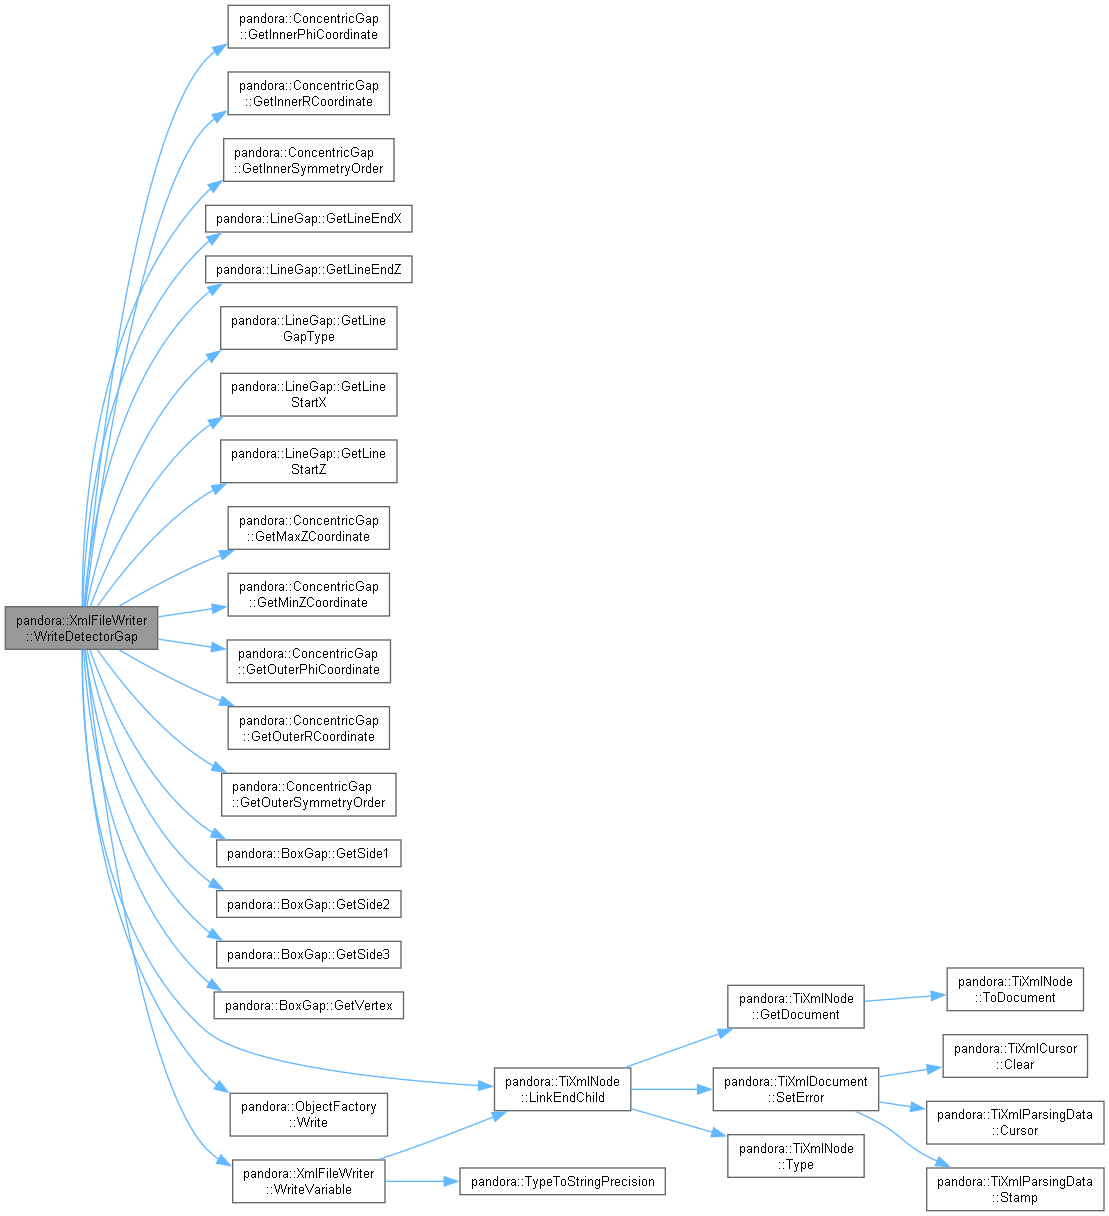 pandora::ConcentricGap
::GetInnerPhiCoordinate
pandora::ConcentricGap
::GetInnerRCoordinate
pandora::ConcentricGap
::GetInnerSymmetryOrder
pandora::LineGap::GetLineEndX
pandora::LineGap::GetLineEndZ
pandora::LineGap::GetLine
GapType
pandora::LineGap::GetLine
StartX
pandora::LineGap::GetLine
StartZ
pandora::ConcentricGap
::GetMaxZCoordinate
pandora::ConcentricGap
::GetMinZCoordinate
pandora::XmlFileWriter
::WriteDetectorGap
pandora::ConcentricGap
::GetOuterPhiCoordinate
pandora::ConcentricGap
::GetOuterRCoordinate
pandora::ConcentricGap
::GetOuterSymmetryOrder
pandora::BoxGap::GetSide1
pandora::BoxGap::GetSide2
pandora::BoxGap::GetSide3
pandora::BoxGap::GetVertex
pandora::TiXmlNode
::GetDocument
pandora::TiXmlNode
::ToDocument
pandora::TiXmlNode
::LinkEndChild
pandora::TiXmlDocument
::SetError
pandora::TiXmlCursor
::Clear
pandora::ObjectFactory
::Write
pandora::TiXmlParsingData
::Cursor
pandora::TiXmlNode
::Type
pandora::XmlFileWriter
::WriteVariable
pandora::TypeToStringPrecision
pandora::TiXmlParsingData
::Stamp